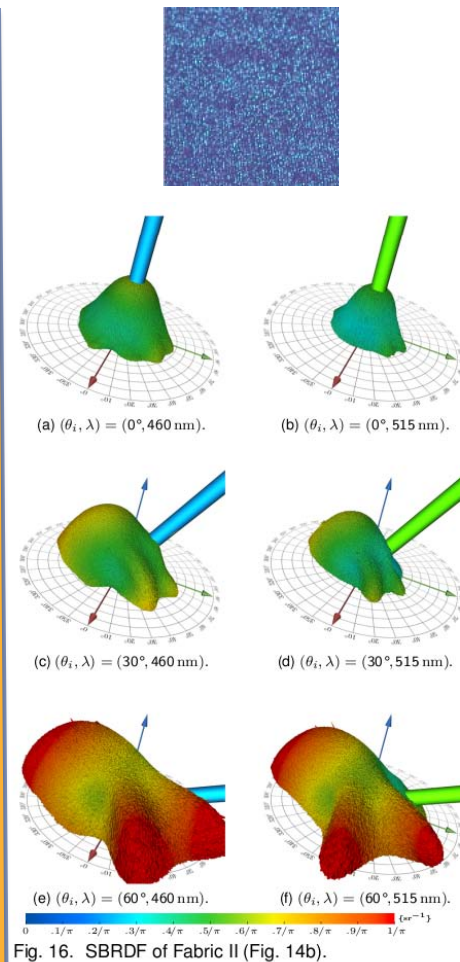 (a) (θᵢ, λ) = (0°, 460 nm).
(b) (θᵢ, λ) = (0°, 515 nm).
(c) (θᵢ, λ) = (30°, 460 nm).
(d) (θᵢ, λ) = (30°, 515 nm).
(e) (θᵢ, λ) = (60°, 460 nm).
(f) (θᵢ, λ) = (60°, 515 nm).
0 .1/π .2/π .3/π .4/π .5/π .6/π .7/π .8/π .9/π 1/π {sr⁻¹}
Fig. 16. SBRDF of Fabric II (Fig. 14b).